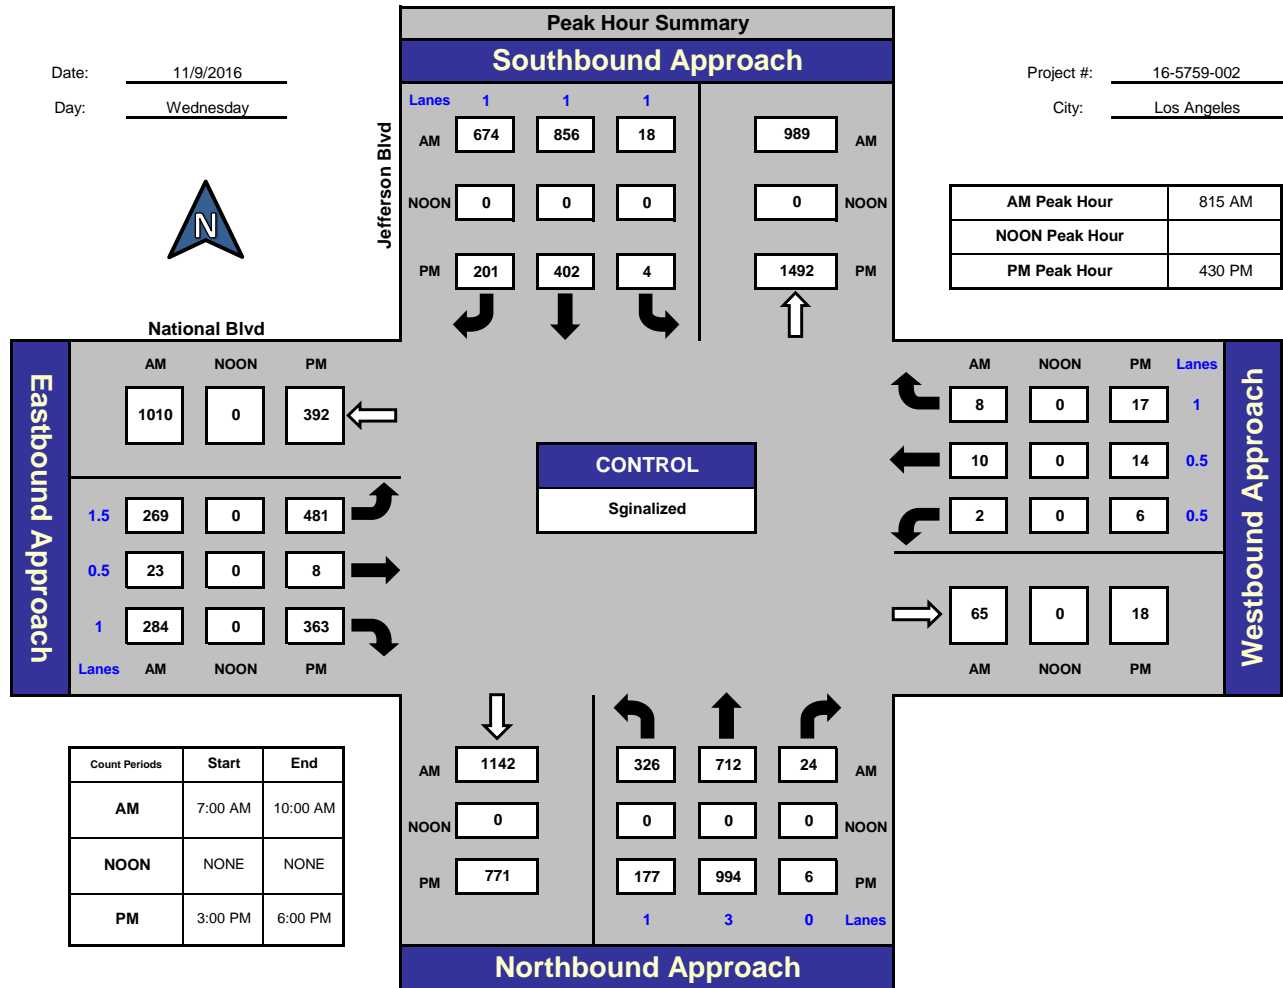 Peak Hour Summary
Southbound Approach
Date: 11/9/2016
Project #: 16-5759-002
Day: Wednesday
City: Los Angeles
Lanes 1 1 1
AM 674 856 18 989 AM
NOON 0 0 0 0 NOON
PM 201 402 4 1492 PM
Jefferson Blvd
N
AM Peak Hour 815 AM
NOON Peak Hour
PM Peak Hour 430 PM
National Blvd
Eastbound Approach
AM NOON PM
1010 0 392
1.5 269 0 481
0.5 23 0 8
1 284 0 363
Lanes AM NOON PM
CONTROL
Sginalized
AM NOON PM Lanes
8 0 17 1
10 0 14 0.5
2 0 6 0.5
65 0 18
AM NOON PM
Westbound Approach
Count Periods Start End
AM 7:00 AM 10:00 AM
NOON NONE NONE
PM 3:00 PM 6:00 PM
AM 1142 326 712 24 AM
NOON 0 0 0 0 NOON
PM 771 177 994 6 PM
1 3 0 Lanes
Northbound Approach